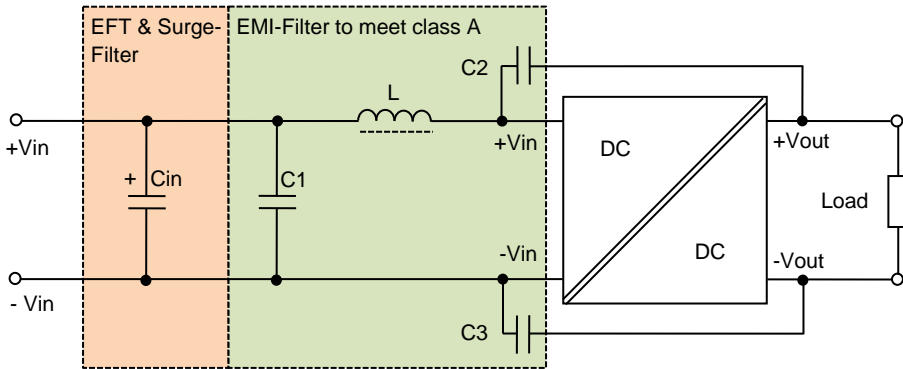 EFT & Surge-
Filter
EMI-Filter to meet class A
C2
L
+Vin
+Vin
DC
+Vout
+ Cin
C1
Load
-Vin
DC
-Vout
- Vin
C3